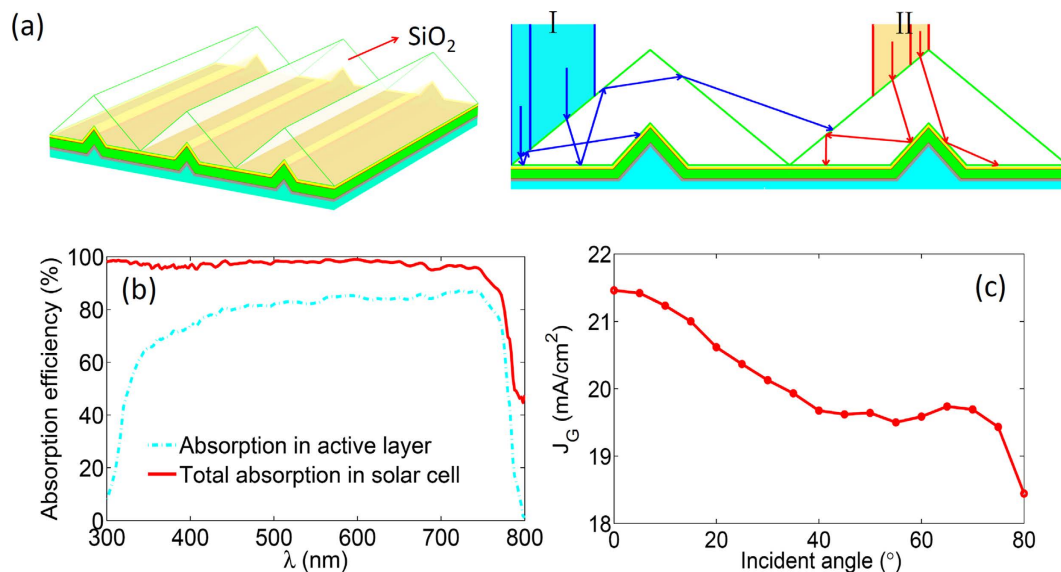 (a)
SiO2
I
II
(b)
Absorption efficiency (%)
100
80
60
40
20
0
300
400
500
600
700
800
λ (nm)
Absorption in active layer
Total absorption in solar cell
(c)
J_G (mA/cm²)
22
21
20
19
18
0
20
40
60
80
Incident angle (°)